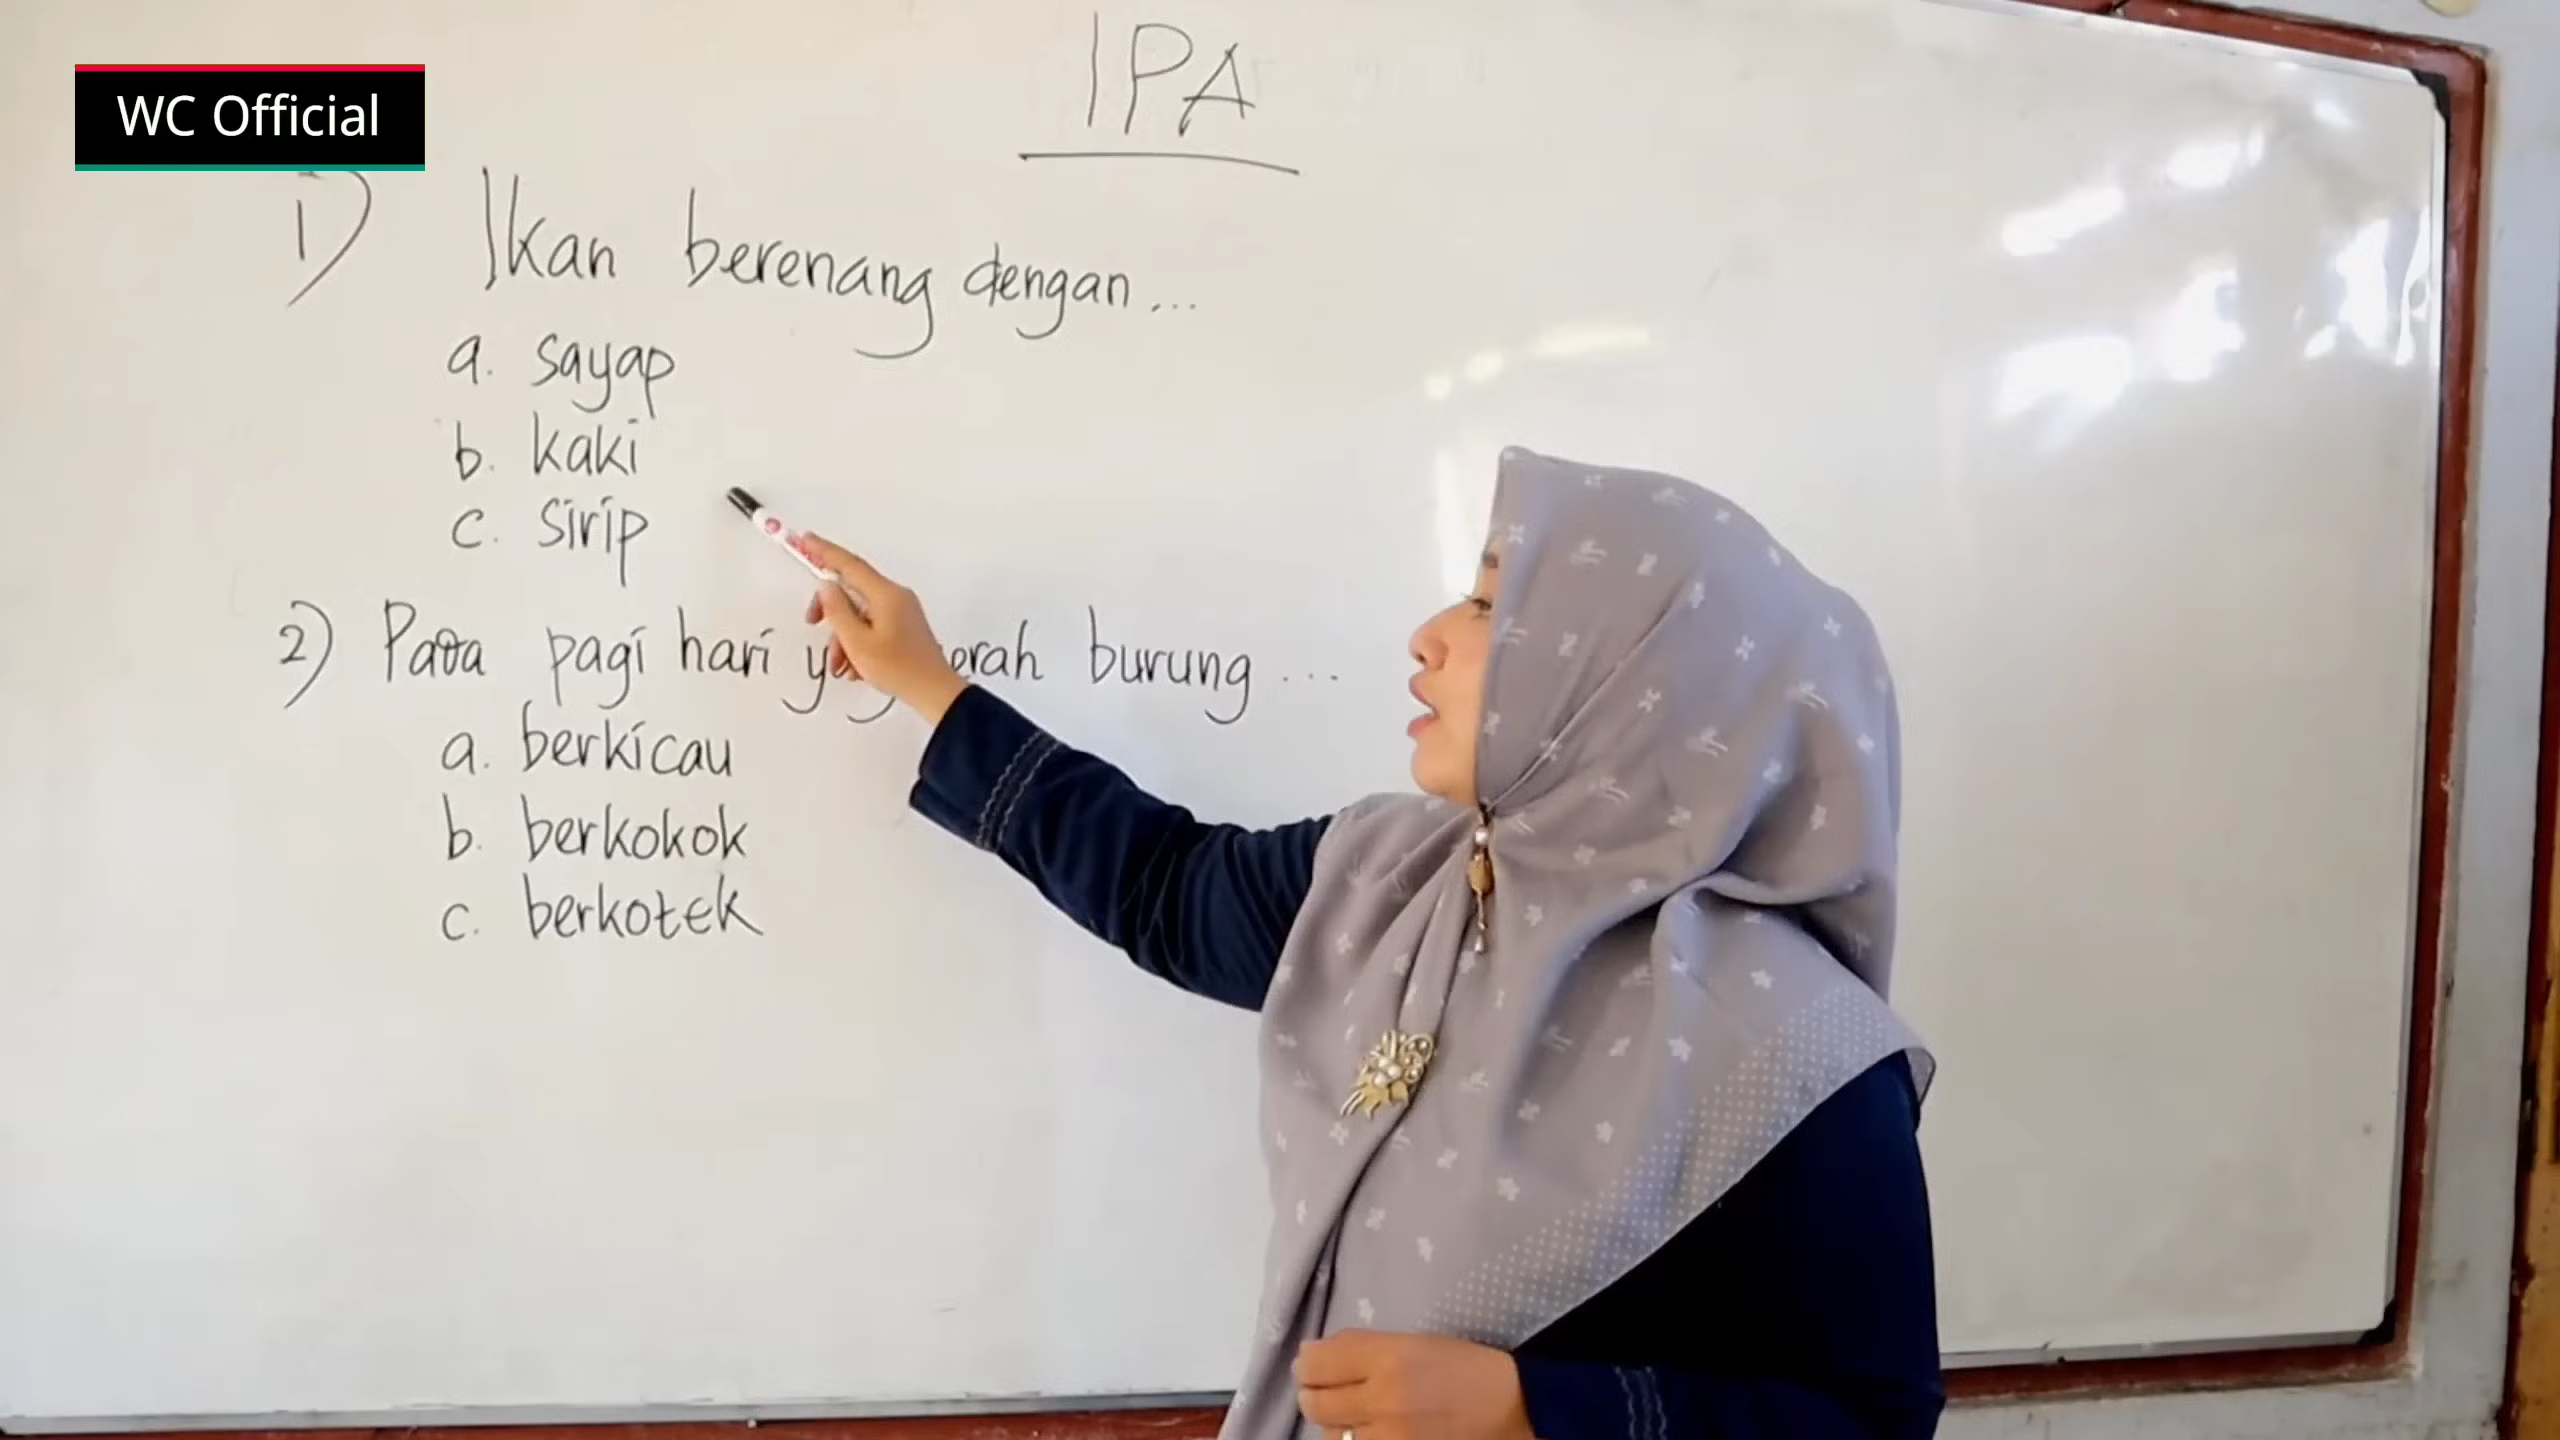 WC Official
IPA
1) Ikan berenang dengan...
a. sayap
b. kaki
c. sirip
2) Pada pagi hari burung ...
a. berkicau
b. berkokok
c. berkotek